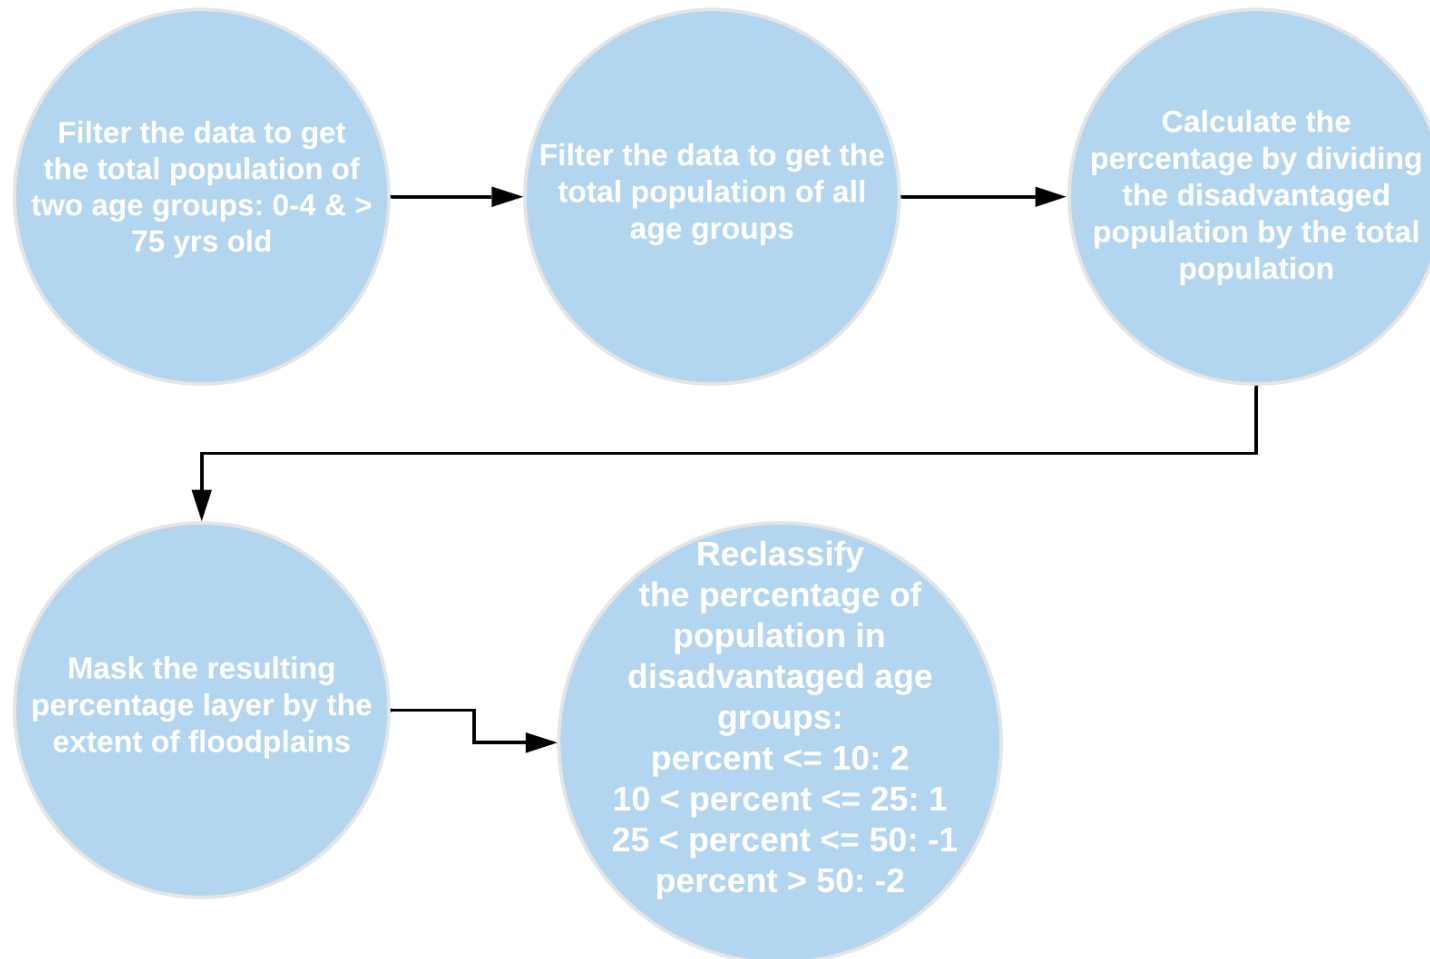 Filter the data to get
the total population of
two age groups: 0-4 & >
75 yrs old
Filter the data to get the
total population of all
age groups
Calculate the
percentage by dividing
the disadvantaged
population by the total
population
Mask the resulting
percentage layer by the
extent of floodplains
Reclassify
the percentage of
population in
disadvantaged age
groups:
percent <= 10: 2
10 < percent <= 25: 1
25 < percent <= 50: -1
percent > 50: -2